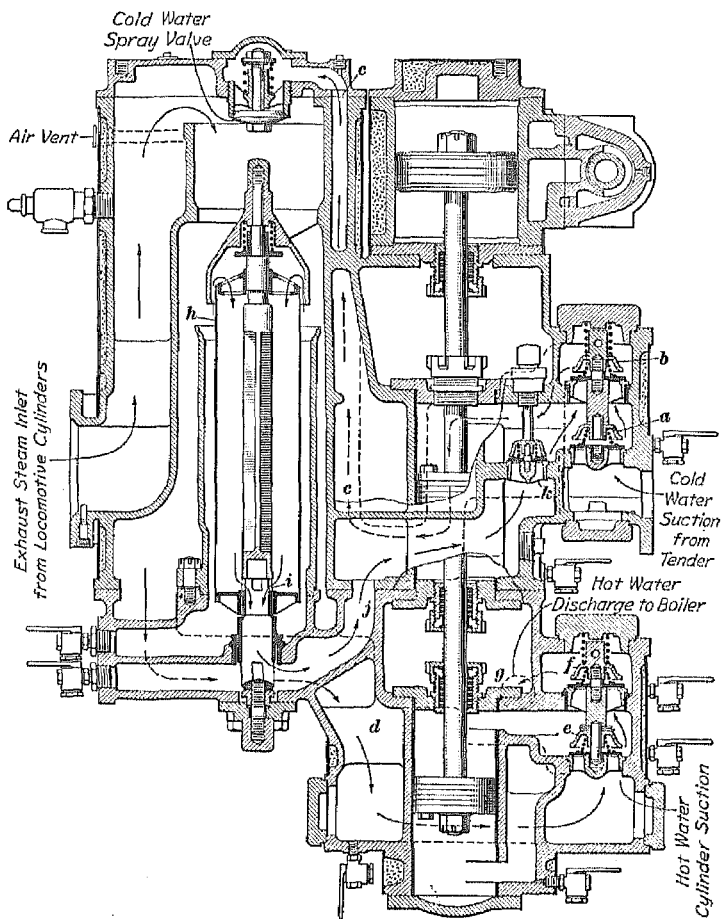 Cold Water
Spray Valve
c
Air Vent
h
b
a
Exhaust Steam Inlet
from Locomotive Cylinders
c
k
Cold
Water
Suction
from
Tender
i
j
Hot Water
Discharge to Boiler
g
f
d
e
Hot Water
Cylinder Suction